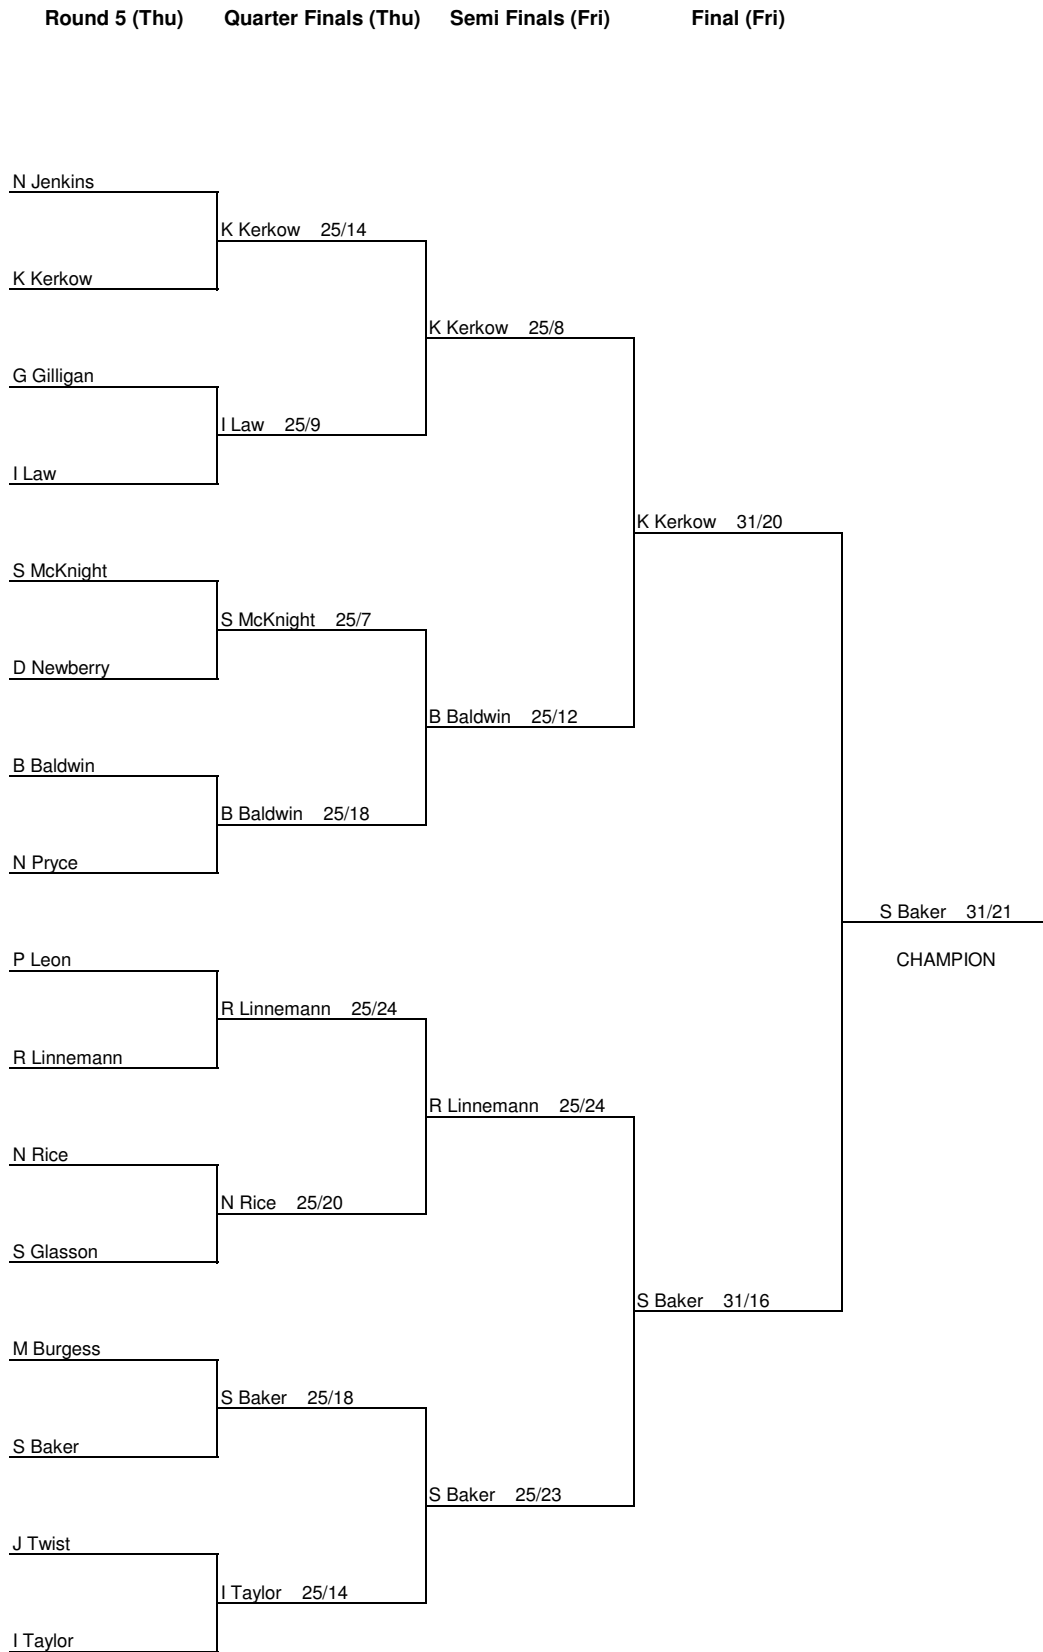 Round 5 (Thu) Quarter Finals (Thu) Semi Finals (Fri) Final (Fri)
N Jenkins
K Kerkow 25/14
K Kerkow
K Kerkow 25/8
G Gilligan
I Law 25/9
I Law
K Kerkow 31/20
S McKnight
S McKnight 25/7
D Newberry
B Baldwin 25/12
B Baldwin
B Baldwin 25/18
N Pryce
S Baker 31/21
P Leon
CHAMPION
R Linnemann 25/24
R Linnemann
R Linnemann 25/24
N Rice
N Rice 25/20
S Glasson
S Baker 31/16
M Burgess
S Baker 25/18
S Baker
S Baker 25/23
J Twist
I Taylor 25/14
I Taylor